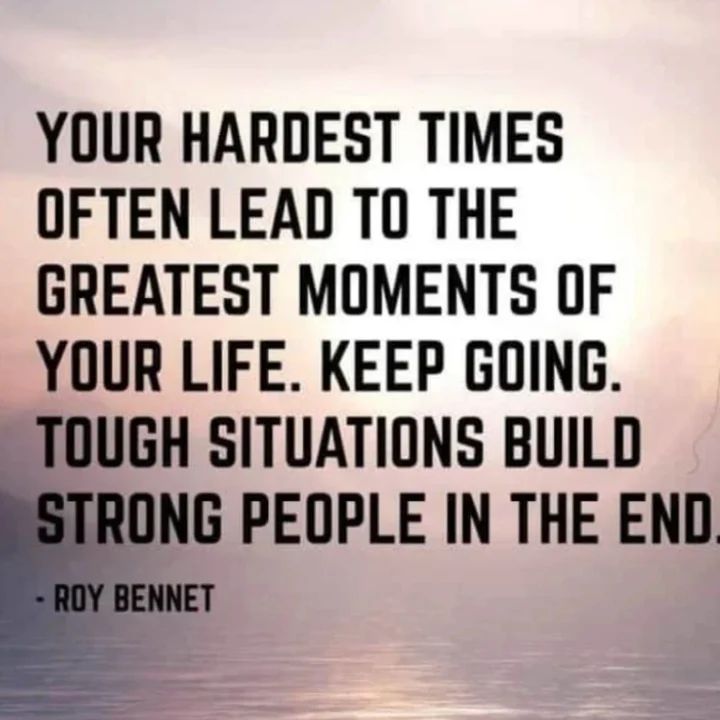 YOUR HARDEST TIMES
OFTEN LEAD TO THE
GREATEST MOMENTS OF
YOUR LIFE. KEEP GOING.
TOUGH SITUATIONS BUILD
STRONG PEOPLE IN THE END.
- ROY BENNET